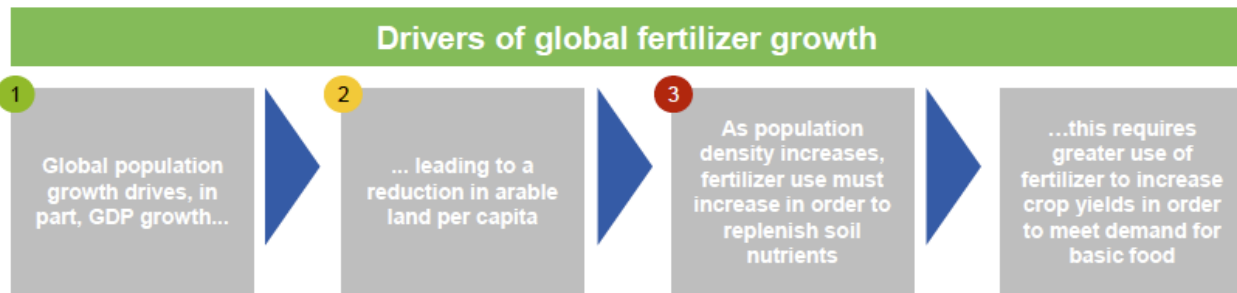 Drivers of global fertilizer growth
1
Global population
growth drives, in
part, GDP growth...
2
... leading to a
reduction in arable
land per capita
3
As population
density increases,
fertilizer use must
increase in order to
replenish soil
nutrients
…this requires
greater use of
fertilizer to increase
crop yields in order
to meet demand for
basic food